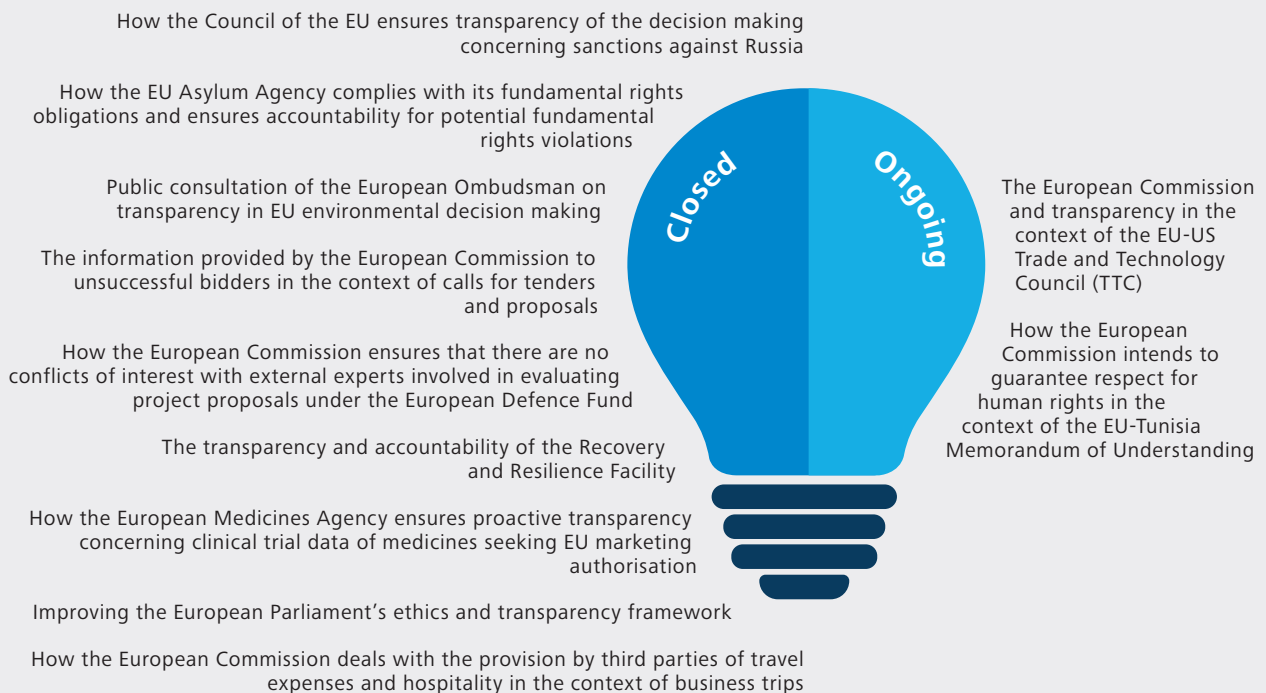 How the Council of the EU ensures transparency of the decision making
concerning sanctions against Russia
How the EU Asylum Agency complies with its fundamental rights
obligations and ensures accountability for potential fundamental
rights violations
Public consultation of the European Ombudsman on
transparency in EU environmental decision making
The information provided by the European Commission to
unsuccessful bidders in the context of calls for tenders
and proposals
How the European Commission ensures that there are no
conflicts of interest with external experts involved in evaluating
project proposals under the European Defence Fund
The transparency and accountability of the Recovery
and Resilience Facility
How the European Medicines Agency ensures proactive transparency
concerning clinical trial data of medicines seeking EU marketing
authorisation
Improving the European Parliament’s ethics and transparency framework
How the European Commission deals with the provision by third parties of travel
expenses and hospitality in the context of business trips
Closed
Ongoing
The European Commission
and transparency in the
context of the EU-US
Trade and Technology
Council (TTC)
How the European
Commission intends to
guarantee respect for
human rights in the
context of the EU-Tunisia
Memorandum of Understanding